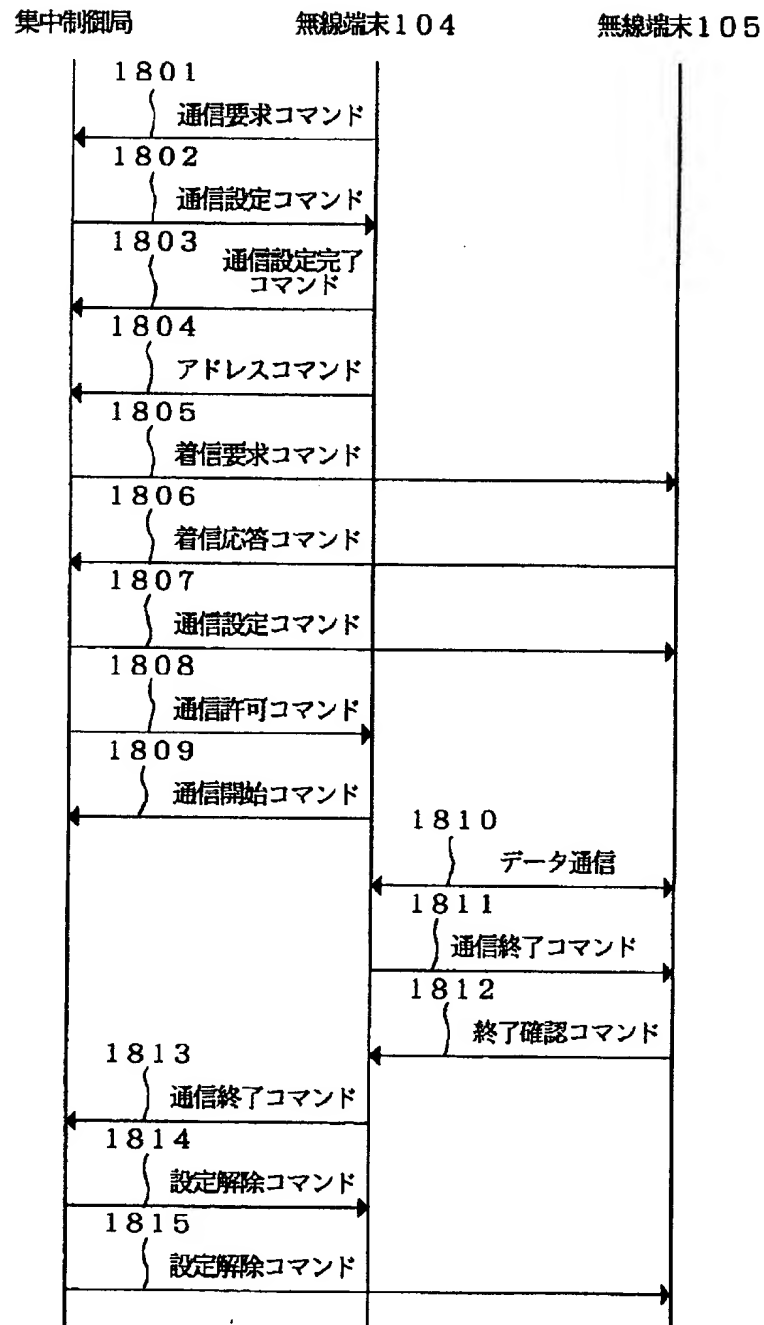 集中制御局 無線端末104 無線端末105
1801
通信要求コマンド
1802
通信設定コマンド
1803
通信設定完了
コマンド
1804
アドレスコマンド
1805
着信要求コマンド
1806
着信応答コマンド
1807
通信設定コマンド
1808
通信許可コマンド
1809
通信開始コマンド
1810
データ通信
1811
通信終了コマンド
1812
終了確認コマンド
1813
通信終了コマンド
1814
設定解除コマンド
1815
設定解除コマンド